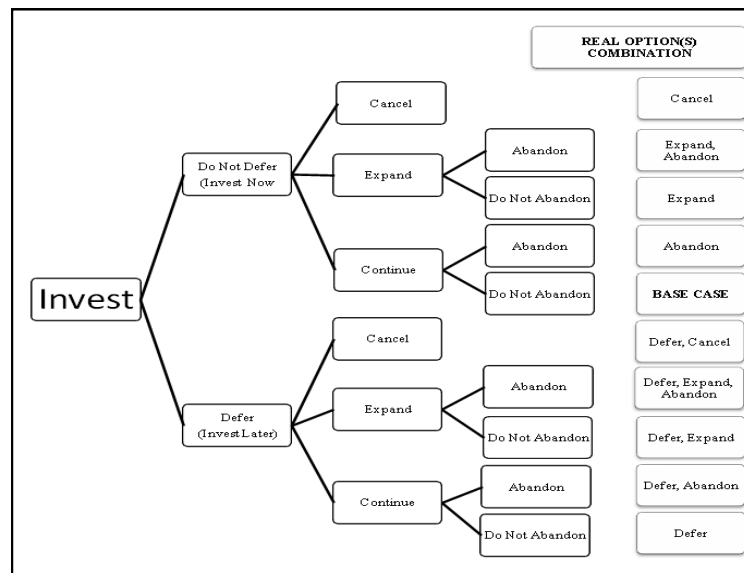 REAL OPTION(S)
COMBINATION
Cancel
Cancel
Do Not Defer
(Invest Now
Abandon
Expand,
Abandon
Expand
Do Not Abandon
Expand
Abandon
Abandon
Continue
Invest
Do Not Abandon
BASE CASE
Cancel
Defer, Cancel
Abandon
Defer, Expand,
Abandon
Expand
Defer
(Invest Later)
Do Not Abandon
Defer, Expand
Abandon
Defer, Abandon
Continue
Do Not Abandon
Defer